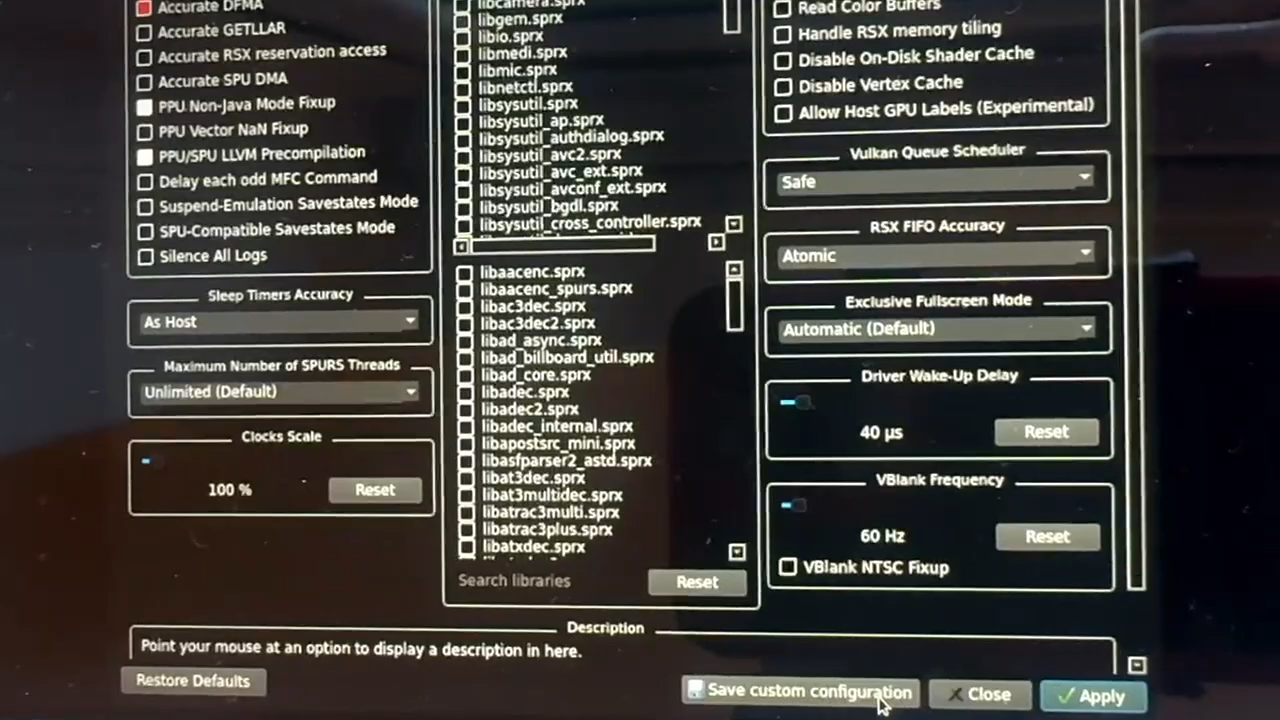 Accurate DFMA
Accurate GETLLAR
Accurate RSX reservation access
Accurate SPU DMA
PPU Non-Java Mode Fixup
PPU Vector NaN Fixup
PPU/SPU LLVM Precompilation
Delay each odd MFC Command
Suspend-Emulation Savestates Mode
SPU-Compatible Savestates Mode
Silence All Logs
Sleep Timers Accuracy
As Host
Maximum Number of SPURS Threads
Unlimited (Default)
Clocks Scale
100 %
Reset
libcamera.sprx
libgem.sprx
libio.sprx
libmedi.sprx
libmic.sprx
libnetctl.sprx
libsysutil.sprx
libsysutil_ap.sprx
libsysutil_authdialog.sprx
libsysutil_avc2.sprx
libsysutil_avc_ext.sprx
libsysutil_avconf_ext.sprx
libsysutil_bgdl.sprx
libsysutil_cross_controller.sprx
libaacenc.sprx
libaacenc_spurs.sprx
libac3dec.sprx
libac3dec2.sprx
libad_async.sprx
libad_billboard_util.sprx
libad_core.sprx
libadec.sprx
libadec2.sprx
libadec_internal.sprx
libapostsrc_mini.sprx
libasfparser2_astd.sprx
libat3dec.sprx
libat3multidec.sprx
libatrac3multi.sprx
libatrac3plus.sprx
libatxdec.sprx
Search libraries
Reset
Read Color Buffers
Handle RSX memory tiling
Disable On-Disk Shader Cache
Disable Vertex Cache
Allow Host GPU Labels (Experimental)
Vulkan Queue Scheduler
Safe
RSX FIFO Accuracy
Atomic
Exclusive Fullscreen Mode
Automatic (Default)
Driver Wake-Up Delay
40 µs
Reset
VBlank Frequency
60 Hz
Reset
VBlank NTSC Fixup
Description
Point your mouse at an option to display a description in here.
Restore Defaults
Save custom configuration
Close
Apply